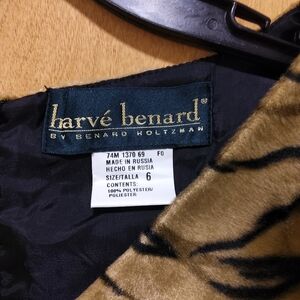 harvé benard®
BY BENARD HOLTZMAN
74M 1370 69 F0
MADE IN RUSSIA
HECHO EN RUSIA
SIZE/TALLA 6
CONTENTS:
100% POLYESTER/
POLIESTER